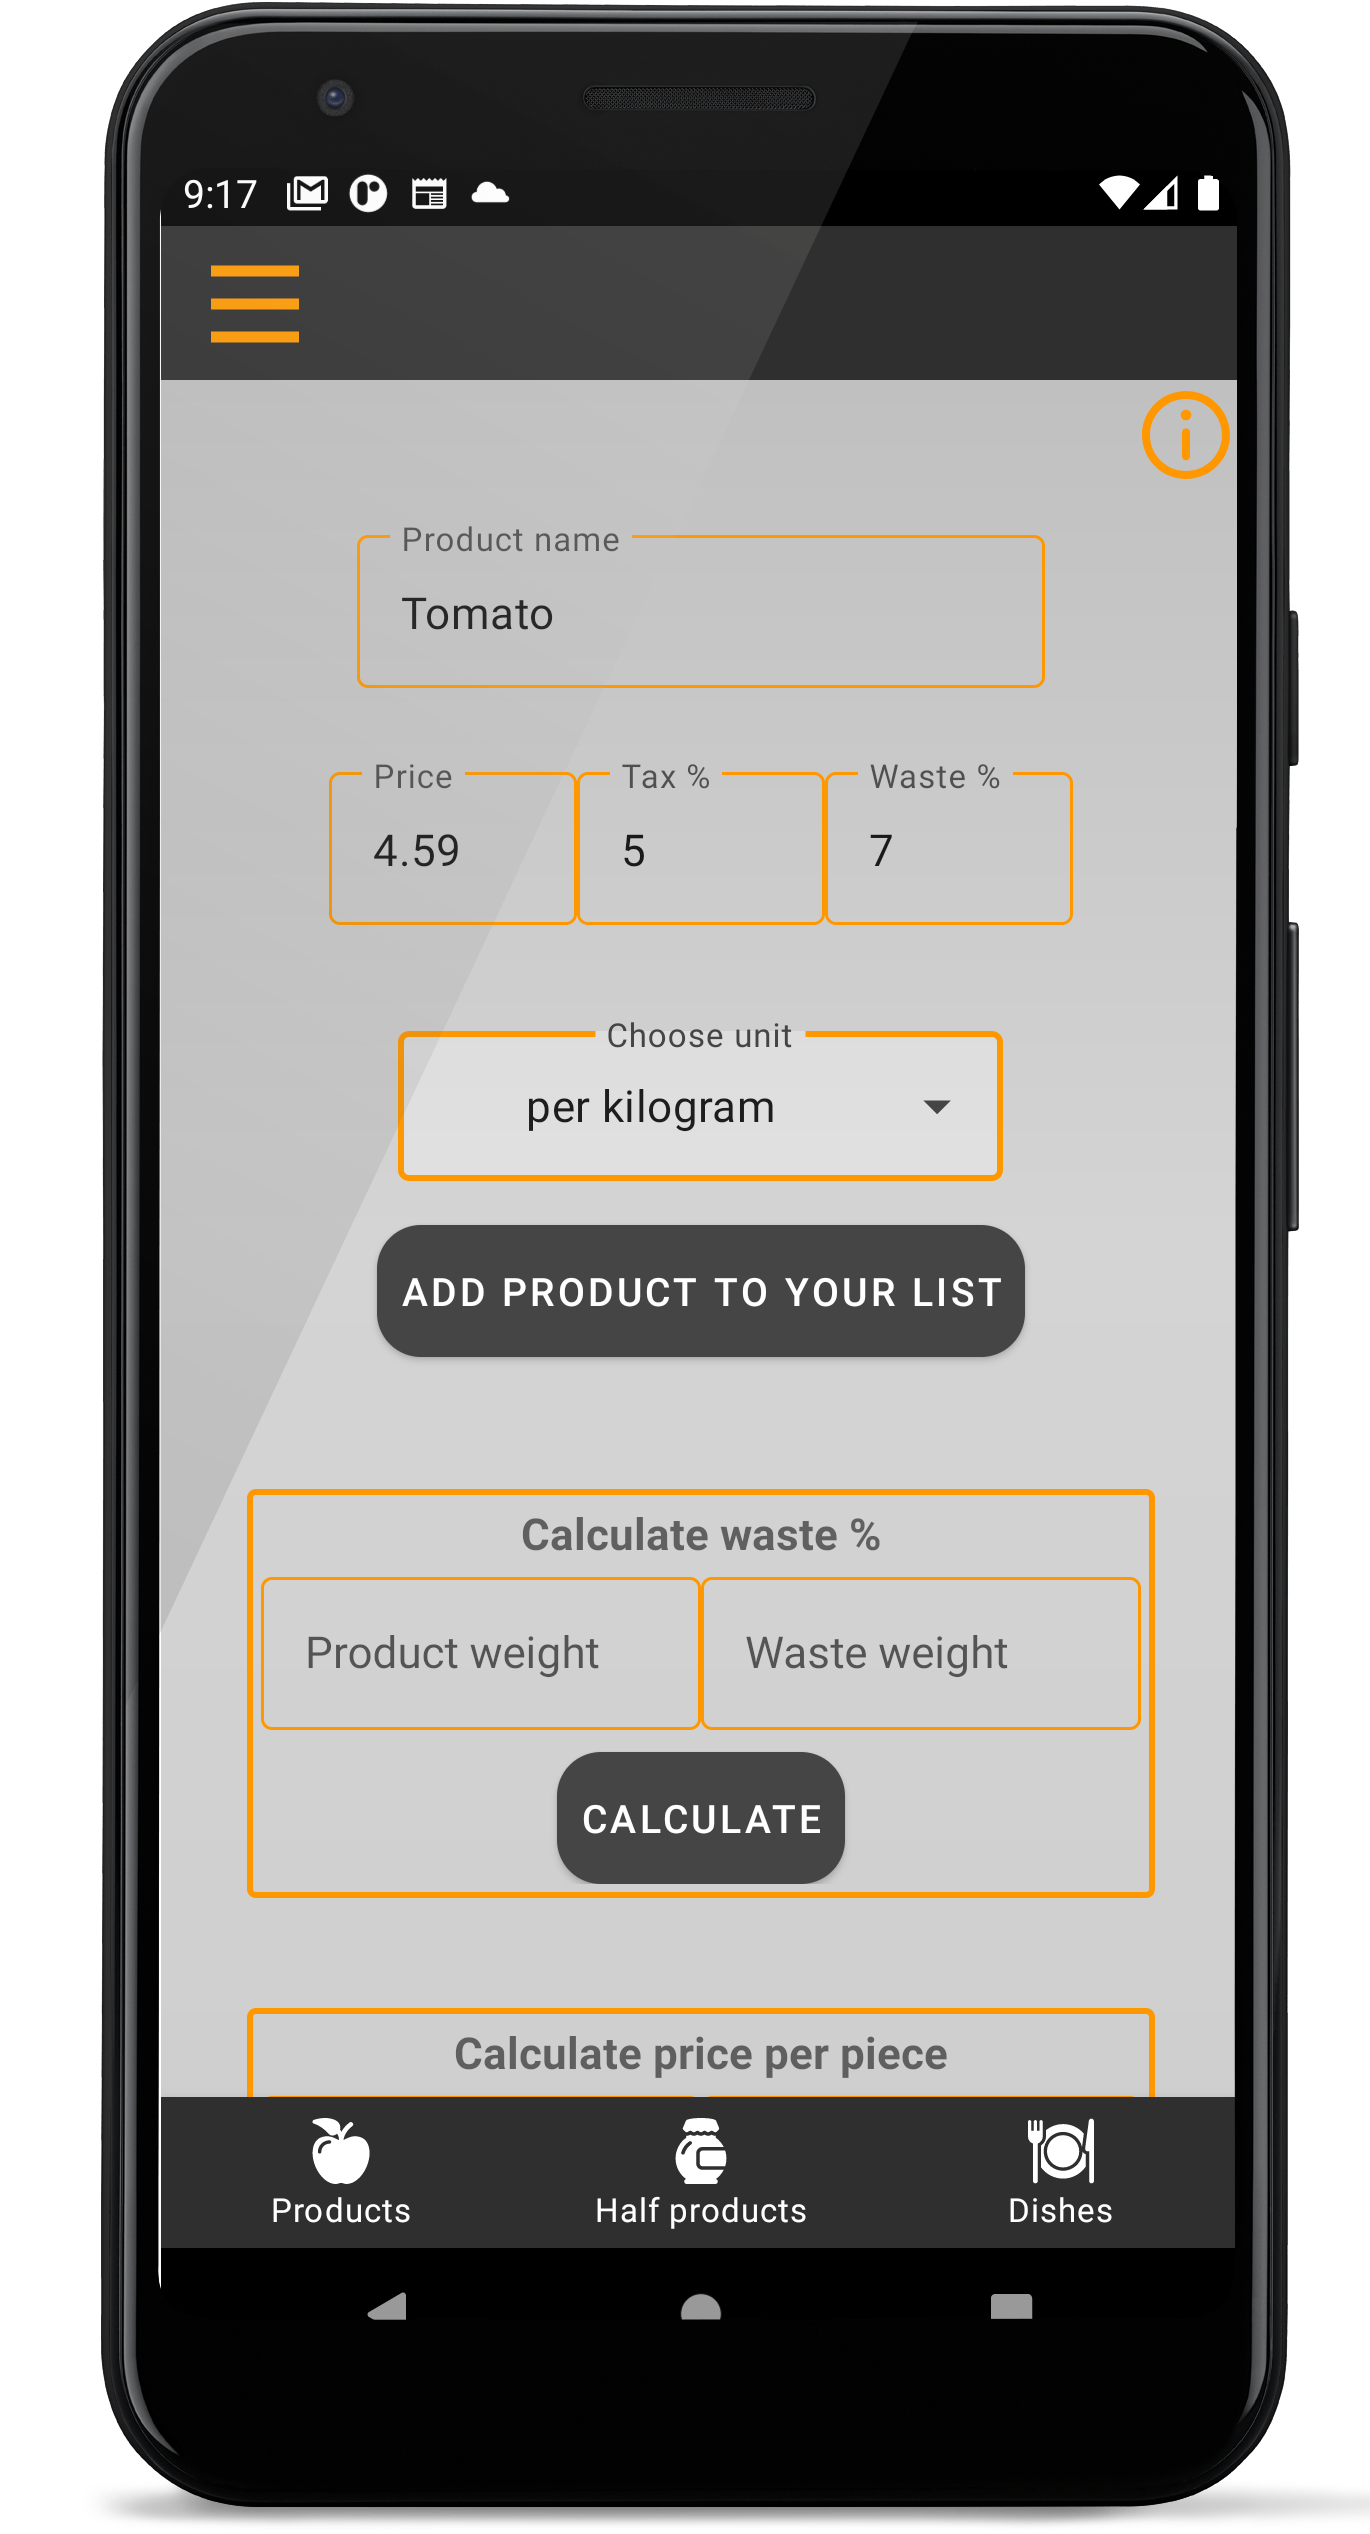 9:17
Product name
Tomato
Price Tax % Waste %
4.59 5 7
Choose unit
per kilogram
ADD PRODUCT TO YOUR LIST
Calculate waste %
Product weight Waste weight
CALCULATE
Calculate price per piece
Products Half products Dishes